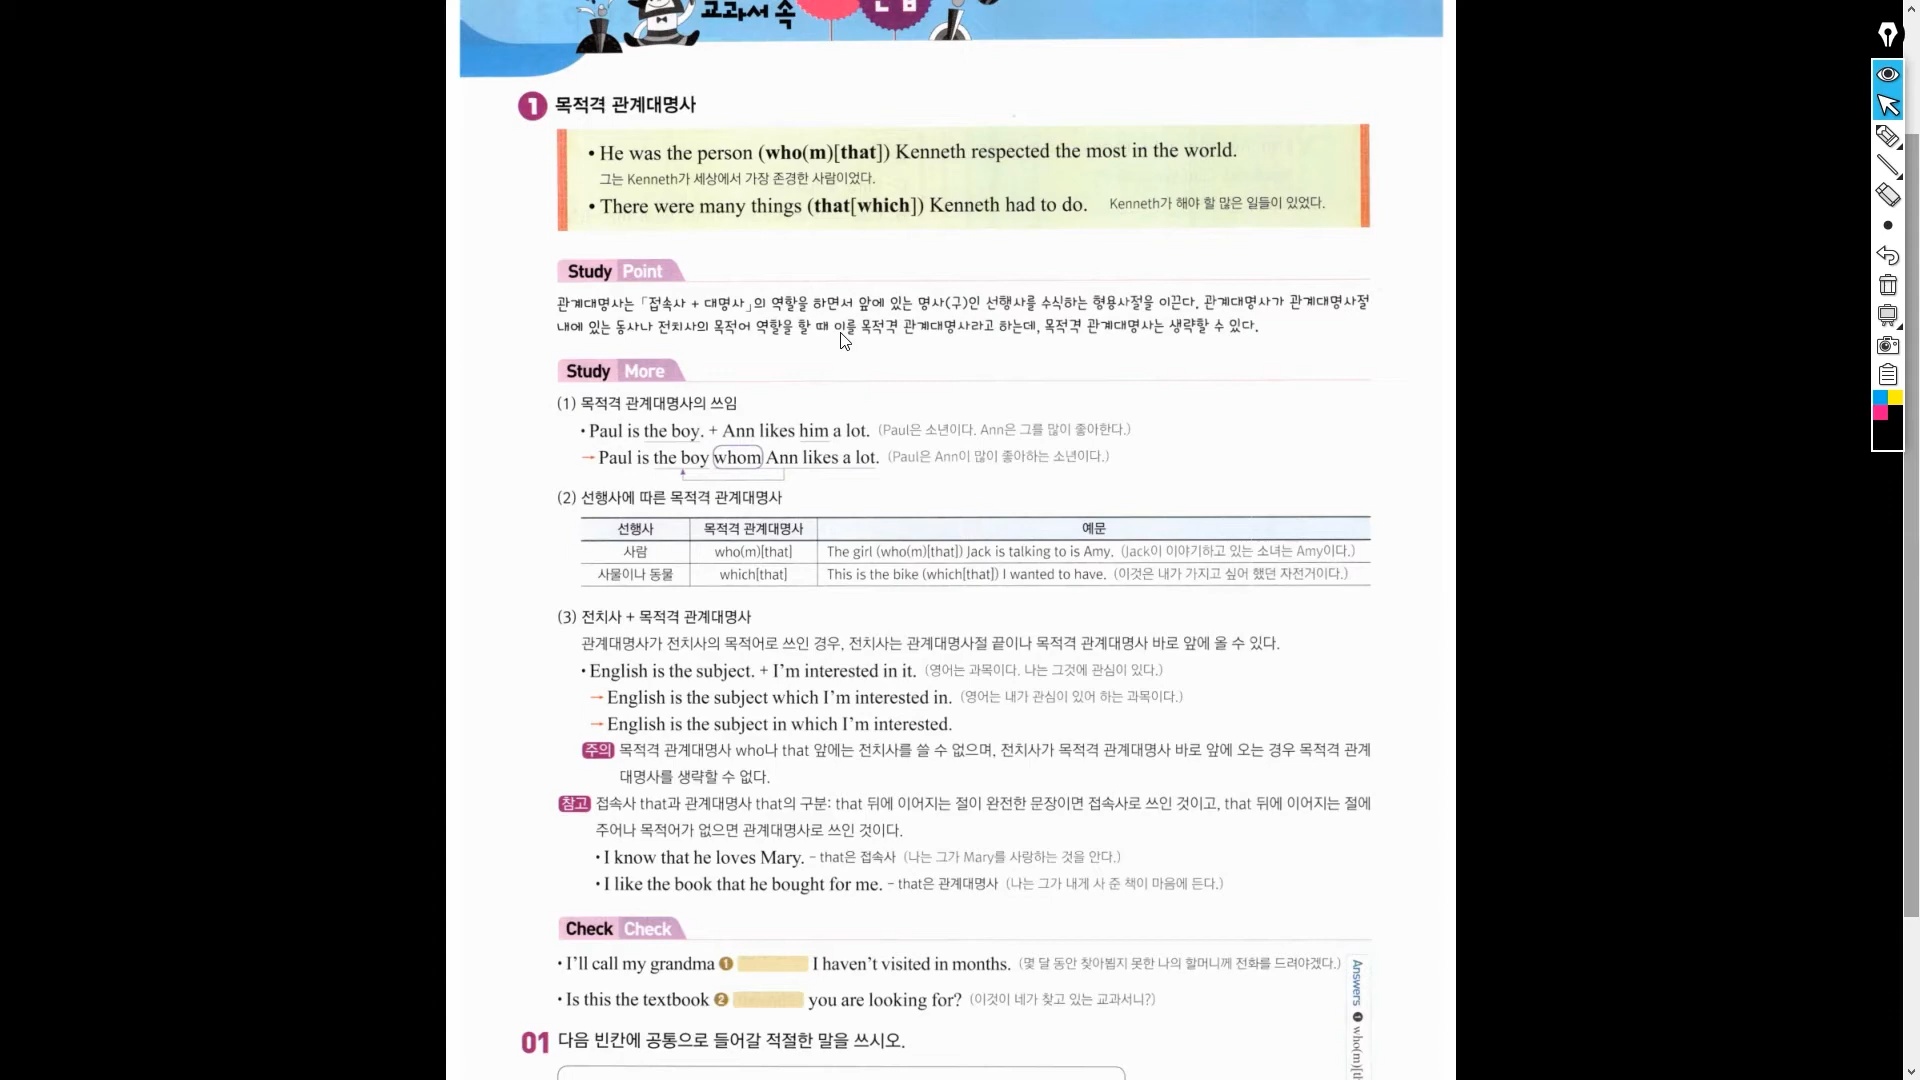 교과서 속
1 목적격 관계대명사
• He was the person (who(m)[that]) Kenneth respected the most in the world.
그는 Kenneth가 세상에서 가장 존경한 사람이었다.
• There were many things (that[which]) Kenneth had to do. Kenneth가 해야 할 많은 일들이 있었다.
Study Point
관계대명사는 「접속사 + 대명사」의 역할을 하면서 앞에 있는 명사(구)인 선행사를 수식하는 형용사절을 이끈다. 관계대명사가 관계대명사절
내에 있는 동사나 전치사의 목적어 역할을 할 때 이를 목적격 관계대명사라고 하는데, 목적격 관계대명사는 생략할 수 있다.
Study More
(1) 목적격 관계대명사의 쓰임
• Paul is the boy. + Ann likes him a lot. (Paul은 소년이다. Ann은 그를 많이 좋아한다.)
→ Paul is the boy whom Ann likes a lot. (Paul은 Ann이 많이 좋아하는 소년이다.)
(2) 선행사에 따른 목적격 관계대명사
선행사 목적격 관계대명사 예문
사람 who(m)[that] The girl (who(m)[that]) Jack is talking to is Amy. (Jack이 이야기하고 있는 소녀는 Amy이다.)
사물이나 동물 which[that] This is the bike (which[that]) I wanted to have. (이것은 내가 가지고 싶어 했던 자전거이다.)
(3) 전치사 + 목적격 관계대명사
관계대명사가 전치사의 목적어로 쓰인 경우, 전치사는 관계대명사절 끝이나 목적격 관계대명사 바로 앞에 올 수 있다.
• English is the subject. + I'm interested in it. (영어는 과목이다. 나는 그것에 관심이 있다.)
→ English is the subject which I'm interested in. (영어는 내가 관심이 있어 하는 과목이다.)
→ English is the subject in which I'm interested.
주의 목적격 관계대명사 who나 that 앞에는 전치사를 쓸 수 없으며, 전치사가 목적격 관계대명사 바로 앞에 오는 경우 목적격 관계
대명사를 생략할 수 없다.
참고 접속사 that과 관계대명사 that의 구분: that 뒤에 이어지는 절이 완전한 문장이면 접속사로 쓰인 것이고, that 뒤에 이어지는 절에
주어나 목적어가 없으면 관계대명사로 쓰인 것이다.
• I know that he loves Mary. – that은 접속사 (나는 그가 Mary를 사랑하는 것을 안다.)
• I like the book that he bought for me. – that은 관계대명사 (나는 그가 내게 사 준 책이 마음에 든다.)
Check Check
• I'll call my grandma 1 I haven't visited in months. (몇 달 동안 찾아뵙지 못한 나의 할머니께 전화를 드려야겠다.)
• Is this the textbook 2 you are looking for? (이것이 네가 찾고 있는 교과서니?)
Answers 1 who(m)[th
01 다음 빈칸에 공통으로 들어갈 적절한 말을 쓰시오.